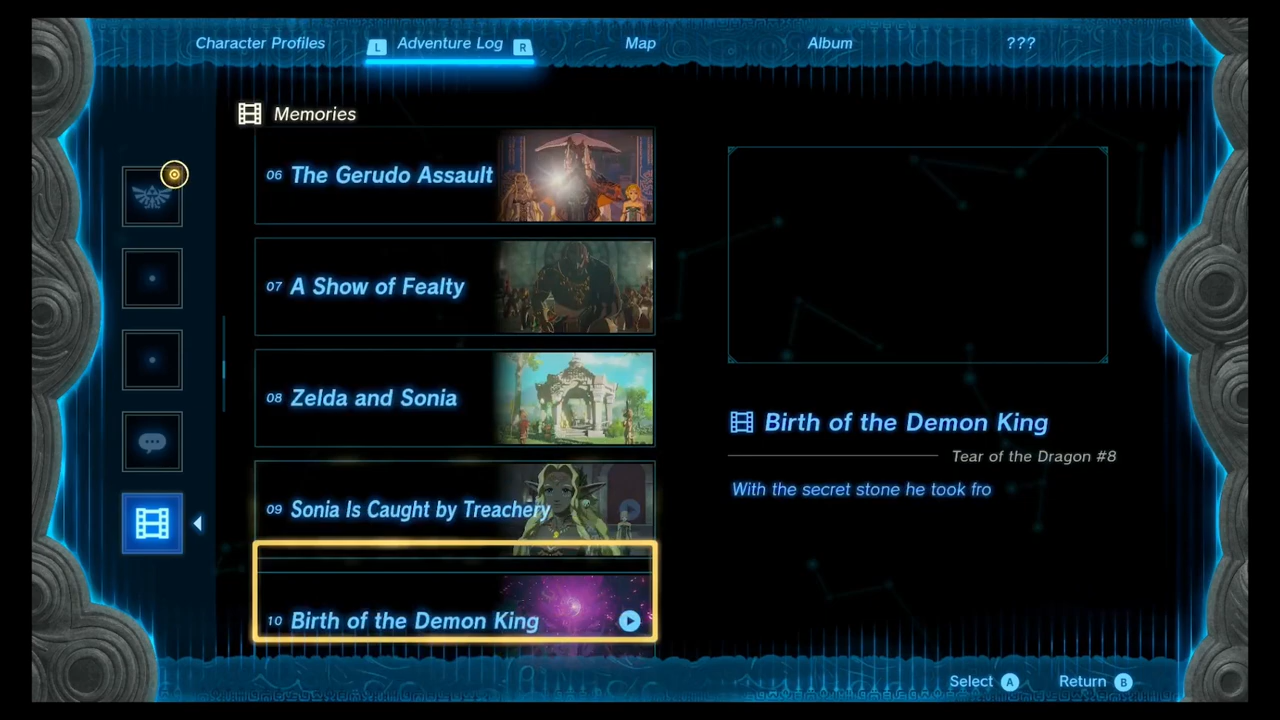 Character Profiles
L
Adventure Log
R
Map
Album
???
Memories
06 The Gerudo Assault
07 A Show of Fealty
08 Zelda and Sonia
09 Sonia Is Caught by Treachery
10 Birth of the Demon King
Birth of the Demon King
Tear of the Dragon #8
With the secret stone he took fro
Select A
Return B